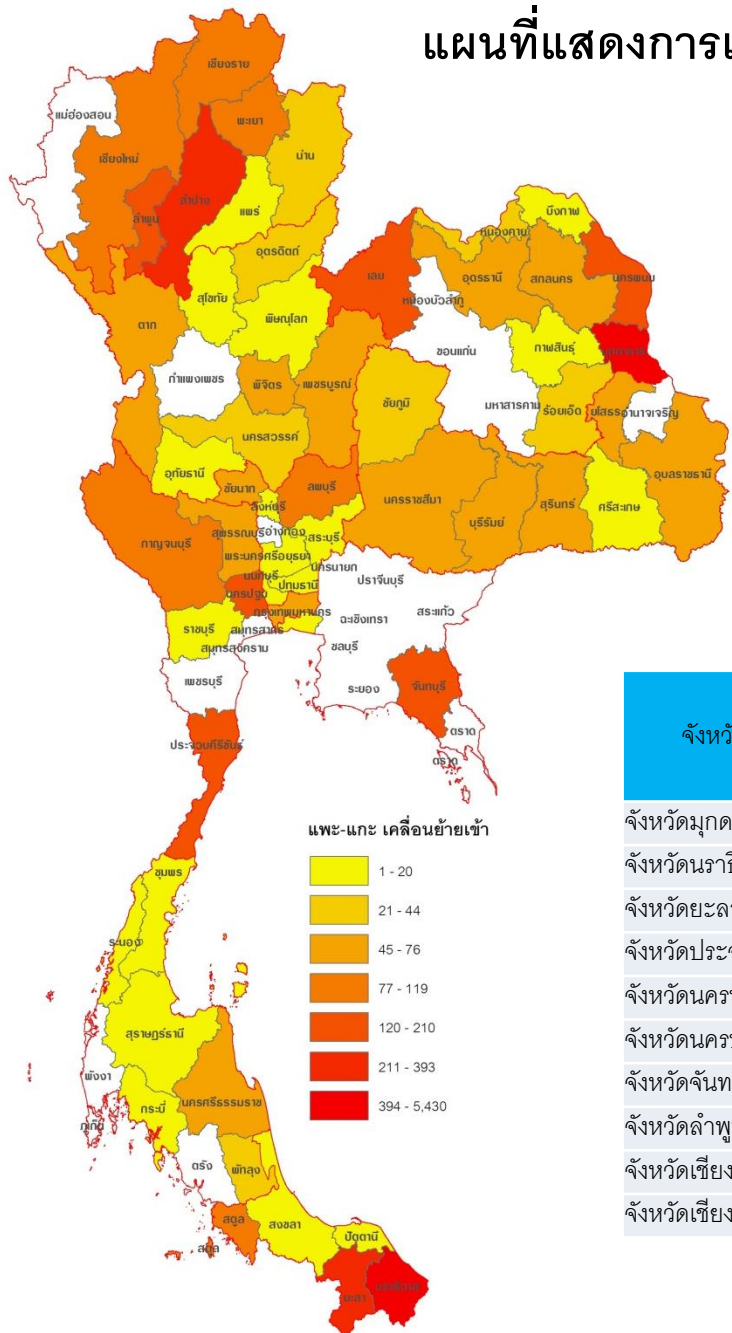 แผนที่แสดงการเ
เชียงราย
แม่ฮ่องสอน
พะเยา
เชียงใหม่
น่าน
ลำปาง
ลำพูน
แพร่
บึงกาฬ
หนองคาย
อุตรดิตถ์
เลย
อุดรธานี
สกลนคร
นครพนม
สุโขทัย
หนองบัวลำภู
ตาก
พิษณุโลก
ขอนแก่น
กาฬสินธุ์
กำแพงเพชร
พิจิตร
เพชรบูรณ์
ชัยภูมิ
มหาสารคาม
ร้อยเอ็ด
ยโสธร
อำนาจเจริญ
นครสวรรค์
อุทัยธานี
อุบลราชธานี
ชัยนาท
ลพบุรี
นครราชสีมา
สุรินทร์
ศรีสะเกษ
สิงห์บุรี
บุรีรัมย์
กาญจนบุรี
สุพรรณบุรี
อ่างทอง
สระบุรี
พระนครศรีอยุธยา
นครนายก
ปราจีนบุรี
นนทบุรี
ปทุมธานี
นครปฐม
กรุงเทพมหานคร
ฉะเชิงเทรา
สระแก้ว
ราชบุรี
สมุทรสาคร
สมุทรสงคราม
ชลบุรี
เพชรบุรี
ระยอง
จันทบุรี
ตราด
ตราด
ประจวบคีรีขันธ์
จังหวั
แพะ-แกะ เคลื่อนย้ายเข้า
1 - 20
21 - 44
45 - 76
77 - 119
120 - 210
211 - 393
394 - 5,430
จังหวัดมุกด
จังหวัดนราธิ
จังหวัดยะลา
จังหวัดประจ
จังหวัดนคร
จังหวัดนคร
จังหวัดจันท
จังหวัดลำพู
จังหวัดเชียง
จังหวัดเชียง
ชุมพร
ระนอง
สุราษฎร์ธานี
พังงา
กระบี่
นครศรีธรรมราช
ภูเก็ต
ตรัง
พัทลุง
สตูล
สงขลา
ปัตตานี
สตูล
ยะลา
นราธิวาส